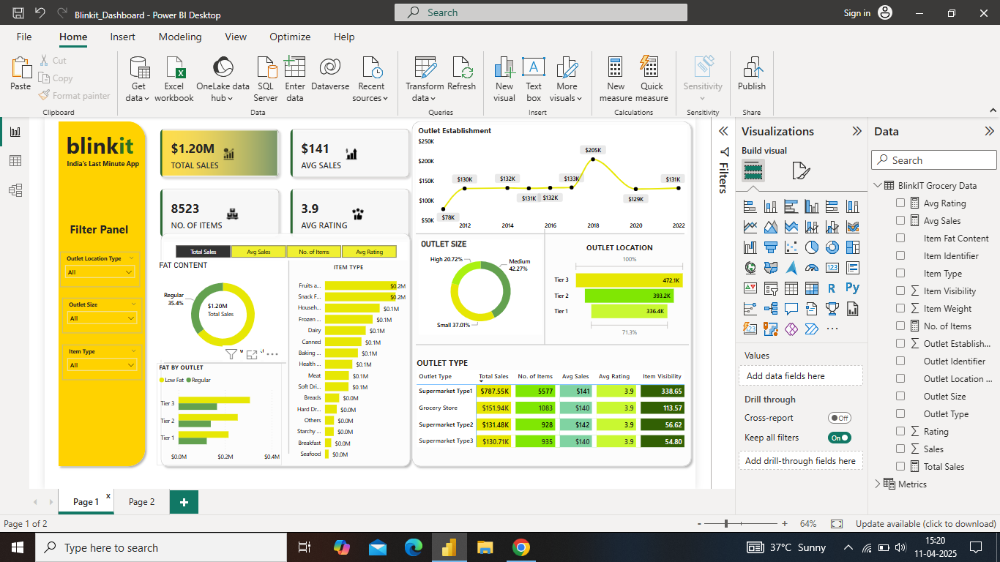 Blinkit_Dashboard - Power BI Desktop
Search
Sign in
File Home Insert Modeling View Optimize Help
Paste
Cut
Copy
Format painter
Clipboard
Get data
Excel workbook
OneLake data hub
SQL Server
Enter data
Dataverse
Recent sources
Data
Transform data
Refresh
Queries
New visual
Text box
More visuals
Insert
New measure
Quick measure
Calculations
Sensitivity
Sensitivity
Publish
Share
blinkit
India's Last Minute App
Filter Panel
Outlet Location Type
All
Outlet Size
All
Item Type
All
$1.20M
TOTAL SALES
$141
AVG SALES
8523
NO. OF ITEMS
3.9
AVG RATING
Total Sales Avg Sales No. of Items Avg Rating
FAT CONTENT
Regular
35.4%
$1.20M
Total Sales
FAT BY OUTLET
Low Fat Regular
Tier 3
Tier 2
Tier 1
$0.0M $0.2M $0.4M
ITEM TYPE
Fruits a... $0.2M
Snack F... $0.2M
Househ... $0.1M
Frozen ... $0.1M
Dairy $0.1M
Canned $0.1M
Baking ... $0.1M
Health ... $0.1M
Meat $0.1M
Soft Dri... $0.1M
Breads $0.0M
Hard Dr... $0.0M
Others $0.0M
Starchy ... $0.0M
Breakfast $0.0M
Seafood $0.0M
Outlet Establishment
$250K
$200K
$150K
$100K
$50K
$78K $130K $132K $131K $132K $133K $205K $129K $131K
2012 2014 2016 2018 2020 2022
OUTLET SIZE
High 20.72%
Medium
42.27%
Small 37.01%
OUTLET LOCATION
100%
Tier 3 472.1K
Tier 2 393.2K
Tier 1 336.4K
71.3%
OUTLET TYPE
Outlet Type Total Sales No. of Items Avg Sales Avg Rating Item Visibility
Supermarket Type1 $787.55K 5577 $141 3.9 338.65
Grocery Store $151.94K 1083 $140 3.9 113.57
Supermarket Type2 $131.48K 928 $142 3.9 56.62
Supermarket Type3 $130.71K 935 $140 3.9 54.80
Filters
Visualizations
Build visual
123
R Py
123
Values
Add data fields here
Drill through
Cross-report Off
Keep all filters On
Add drill-through fields here
Data
Search
BlinkIT Grocery Data
Avg Rating
Avg Sales
Item Fat Content
Item Identifier
Item Type
Item Visibility
Item Weight
No. of Items
Outlet Establish...
Outlet Identifier
Outlet Location ...
Outlet Size
Outlet Type
Rating
Sales
Total Sales
Metrics
Page 1 x Page 2 +
Page 1 of 2
- + 64% Update available (click to download)
Type here to search
37°C Sunny
15:20
11-04-2025